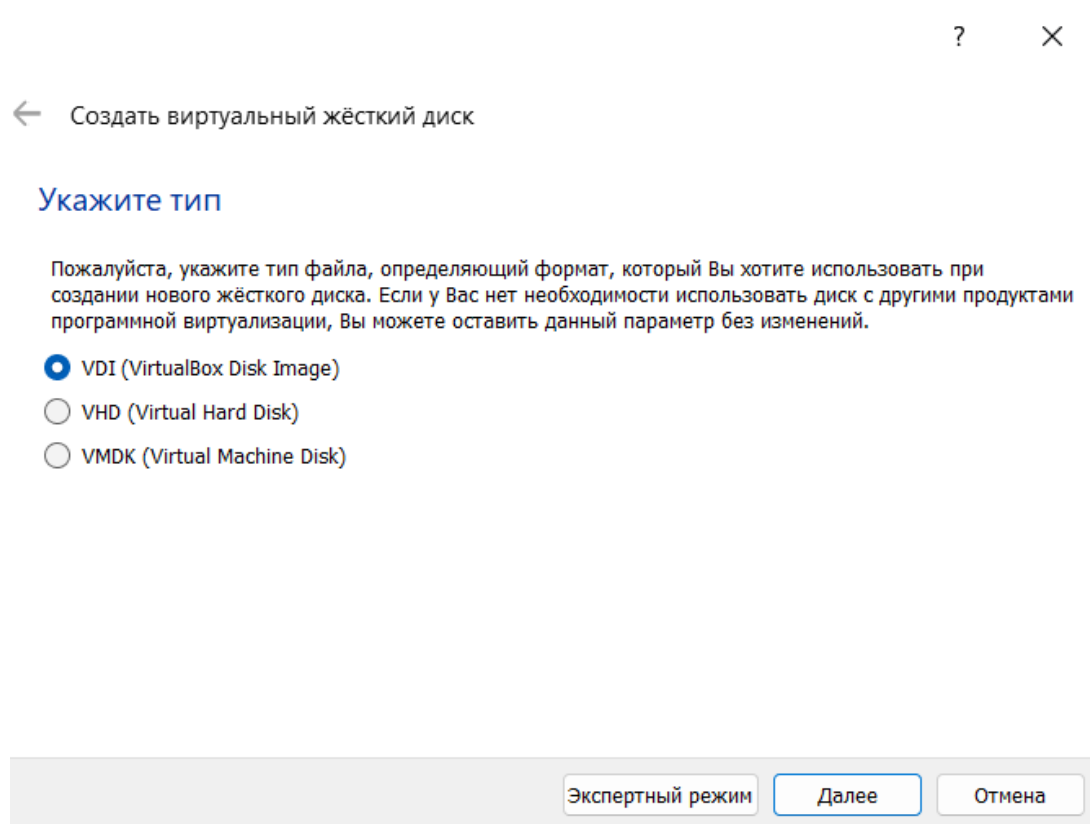 ?
Создать виртуальный жёсткий диск
Укажите тип
Пожалуйста, укажите тип файла, определяющий формат, который Вы хотите использовать при
создании нового жёсткого диска. Если у Вас нет необходимости использовать диск с другими продуктами
программной виртуализации, Вы можете оставить данный параметр без изменений.
VDI (VirtualBox Disk Image)
VHD (Virtual Hard Disk)
VMDK (Virtual Machine Disk)
Экспертный режим Далее Отмена